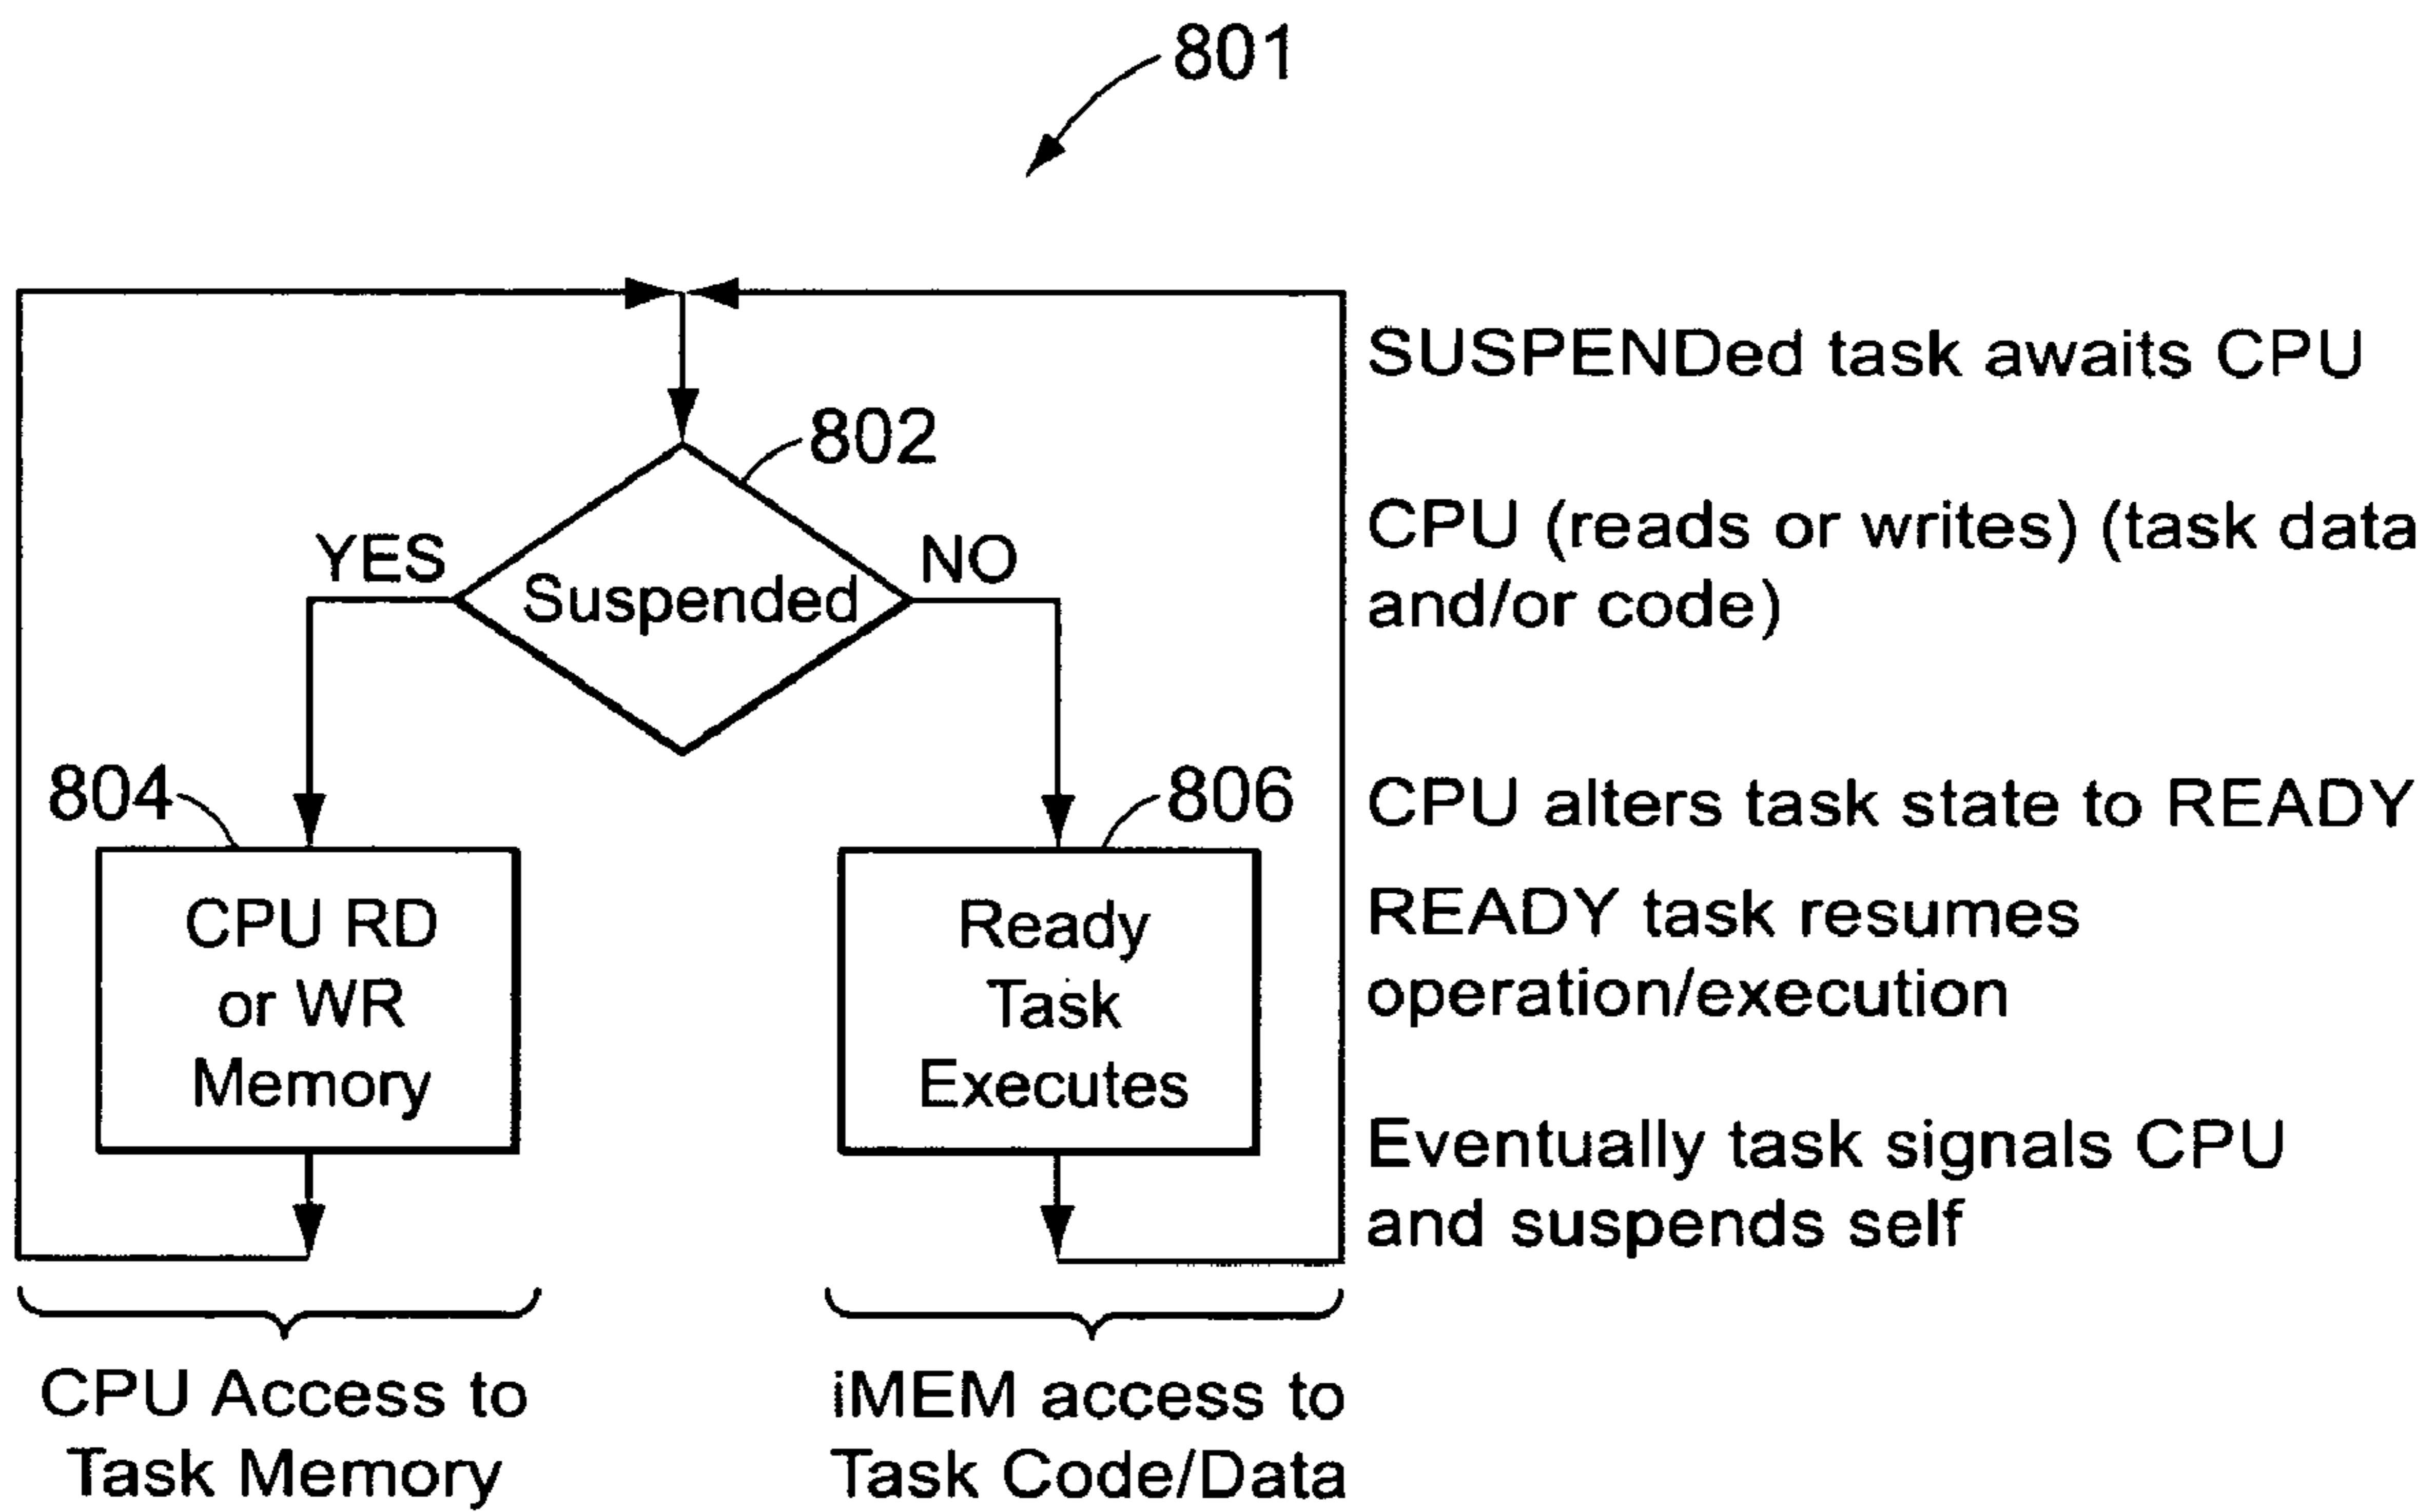 801
SUSPENDed task awaits CPU
802
YES
NO
Suspended
CPU (reads or writes) (task data
and/or code)
804
806
CPU alters task state to READY
CPU RD
or WR
Memory
Ready
Task
Executes
READY task resumes
operation/execution
Eventually task signals CPU
and suspends self
CPU Access to
Task Memory
iMEM access to
Task Code/Data